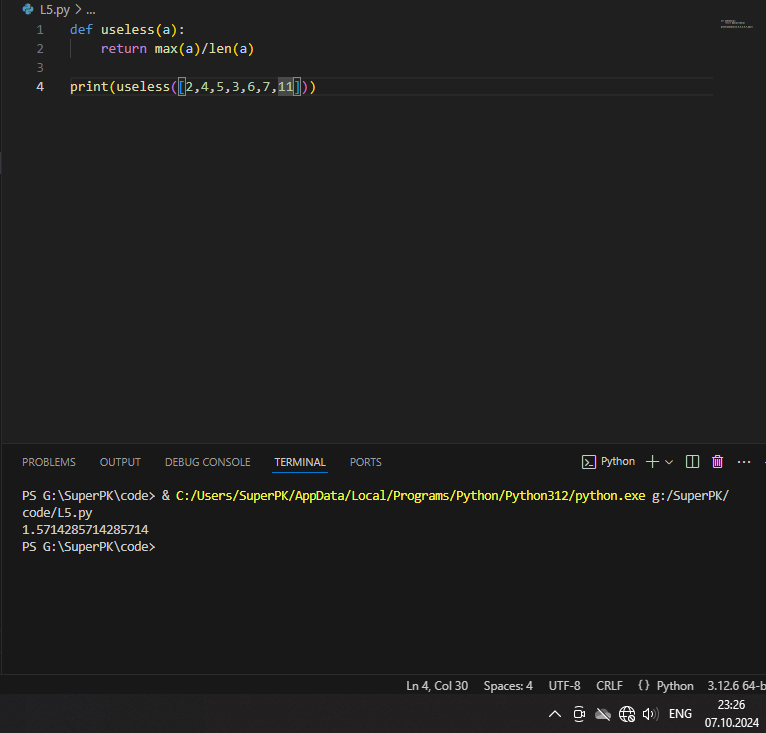 L5.py > ...
1 def useless(a):
2     return max(a)/len(a)
3
4 print(useless([2,4,5,3,6,7,11]))
PROBLEMS OUTPUT DEBUG CONSOLE TERMINAL PORTS Python
PS G:\SuperPK\code> & C:/Users/SuperPK/AppData/Local/Programs/Python/Python312/python.exe g:/SuperPK/
code/L5.py
1.5714285714285714
PS G:\SuperPK\code>
Ln 4, Col 30 Spaces: 4 UTF-8 CRLF {} Python 3.12.6 64-b
ENG 23:26
07.10.2024